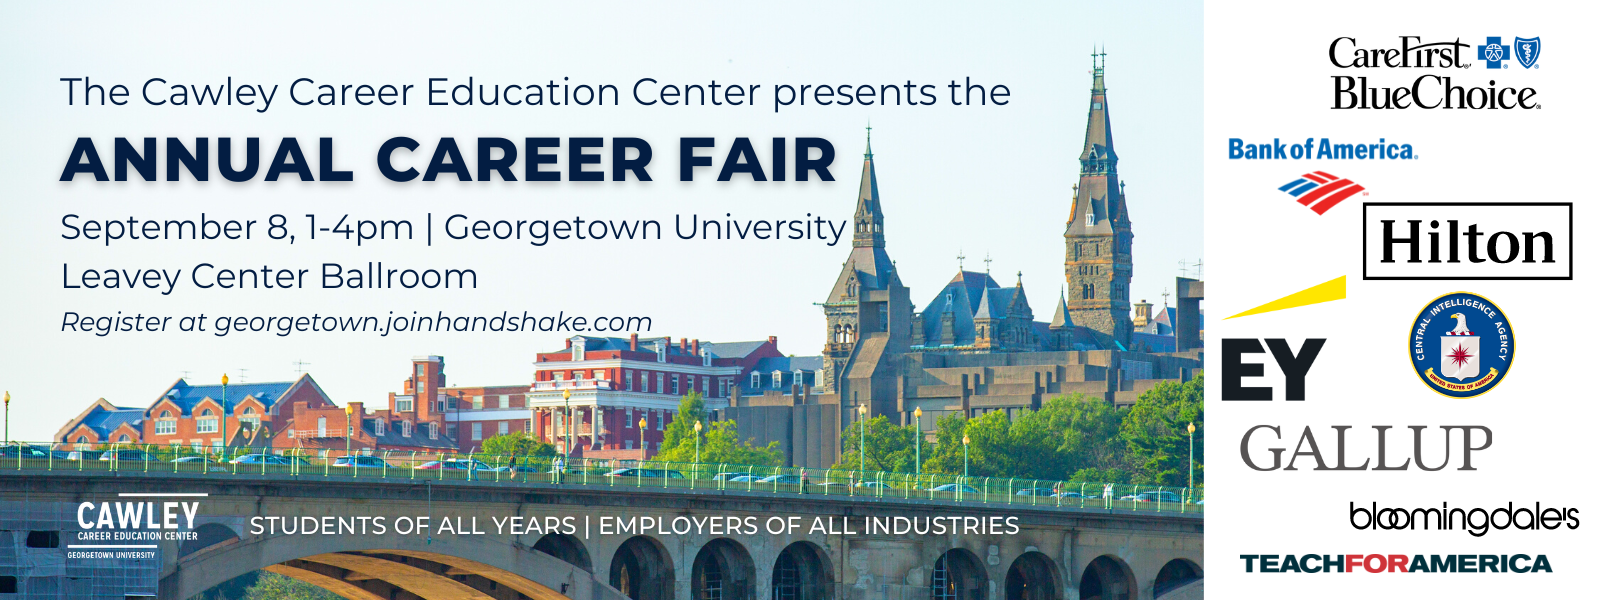 The Cawley Career Education Center presents the
ANNUAL CAREER FAIR
September 8, 1-4pm | Georgetown University
Leavey Center Ballroom
Register at georgetown.joinhandshake.com
CAWLEY
CAREER EDUCATION CENTER
GEORGETOWN UNIVERSITY
STUDENTS OF ALL YEARS | EMPLOYERS OF ALL INDUSTRIES
CareFirst.
BlueChoice.
Bank of America.
Hilton
EY
CENTRAL INTELLIGENCE AGENCY
UNITED STATES OF AMERICA
GALLUP
bloomingdale's
TEACHFORAMERICA